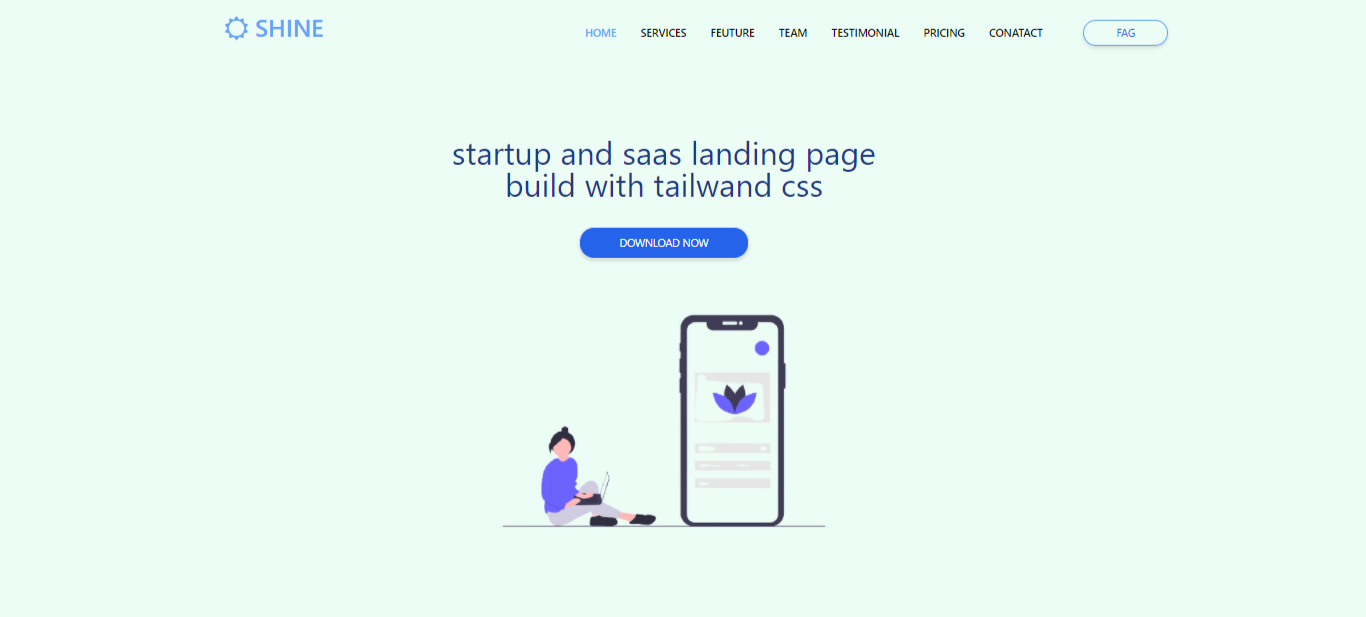 SHINE
HOME SERVICES FEUTURE TEAM TESTIMONIAL PRICING CONATACT FAG
startup and saas landing page
build with tailwand css
DOWNLOAD NOW